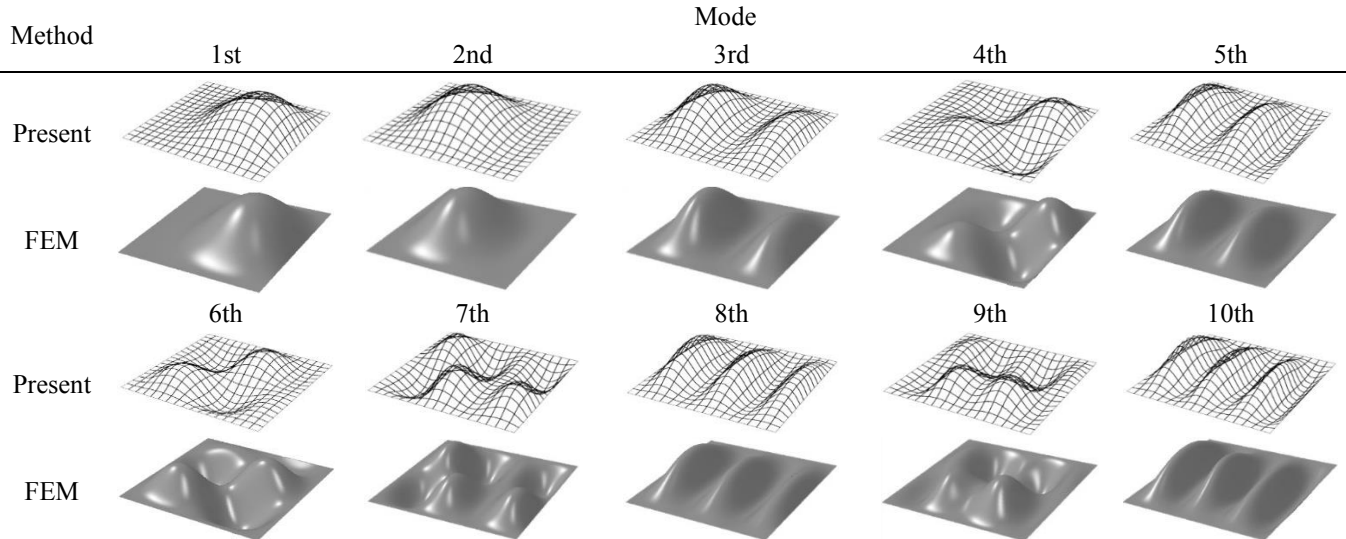 Mode
Method
1st 2nd 3rd 4th 5th
Present
FEM
6th 7th 8th 9th 10th
Present
FEM